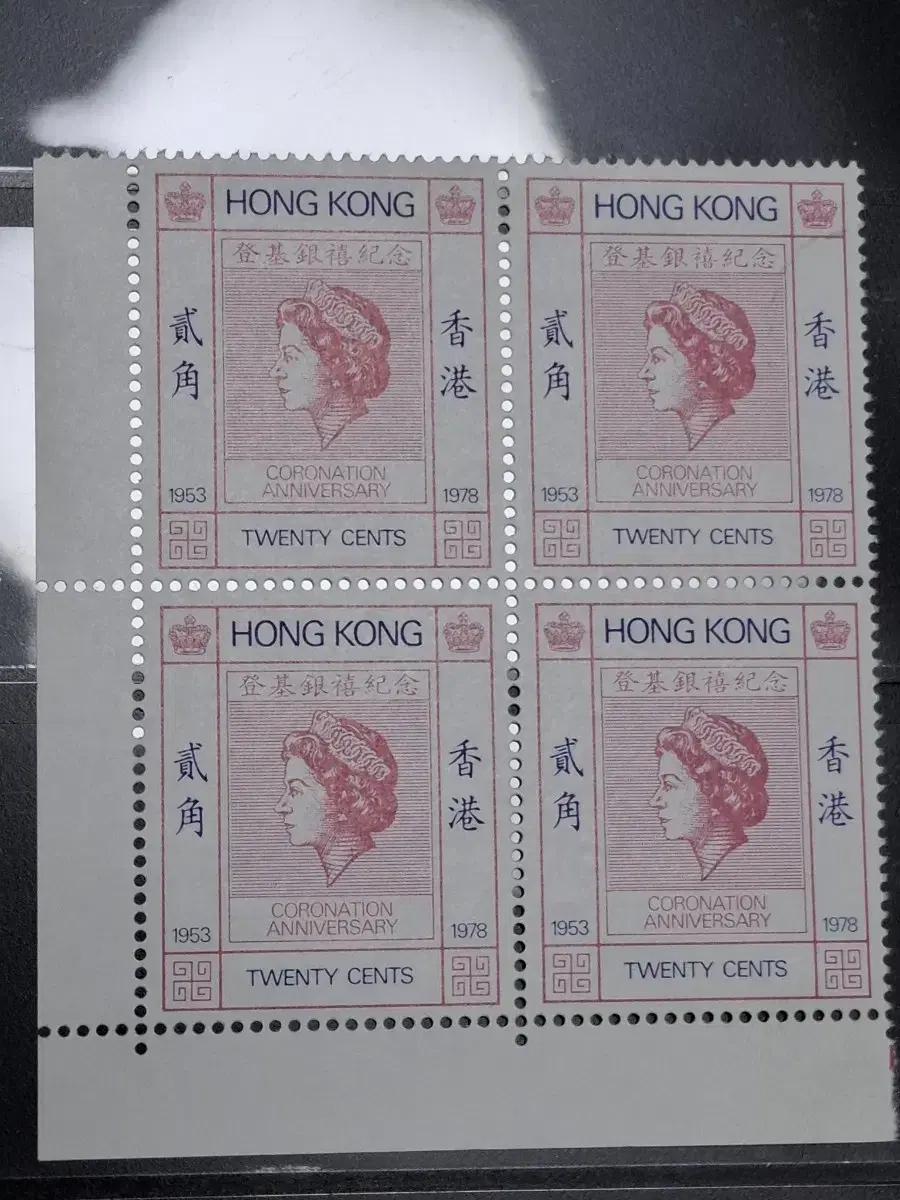 HONG KONG
登基銀禧紀念
貳角
香港
CORONATION
ANNIVERSARY
1953
1978
TWENTY CENTS
HONG KONG
登基銀禧紀念
貳角
香港
CORONATION
ANNIVERSARY
1953
1978
TWENTY CENTS
HONG KONG
登基銀禧紀念
貳角
香港
CORONATION
ANNIVERSARY
1953
1978
TWENTY CENTS
HONG KONG
登基銀禧紀念
貳角
香港
CORONATION
ANNIVERSARY
1953
1978
TWENTY CENTS